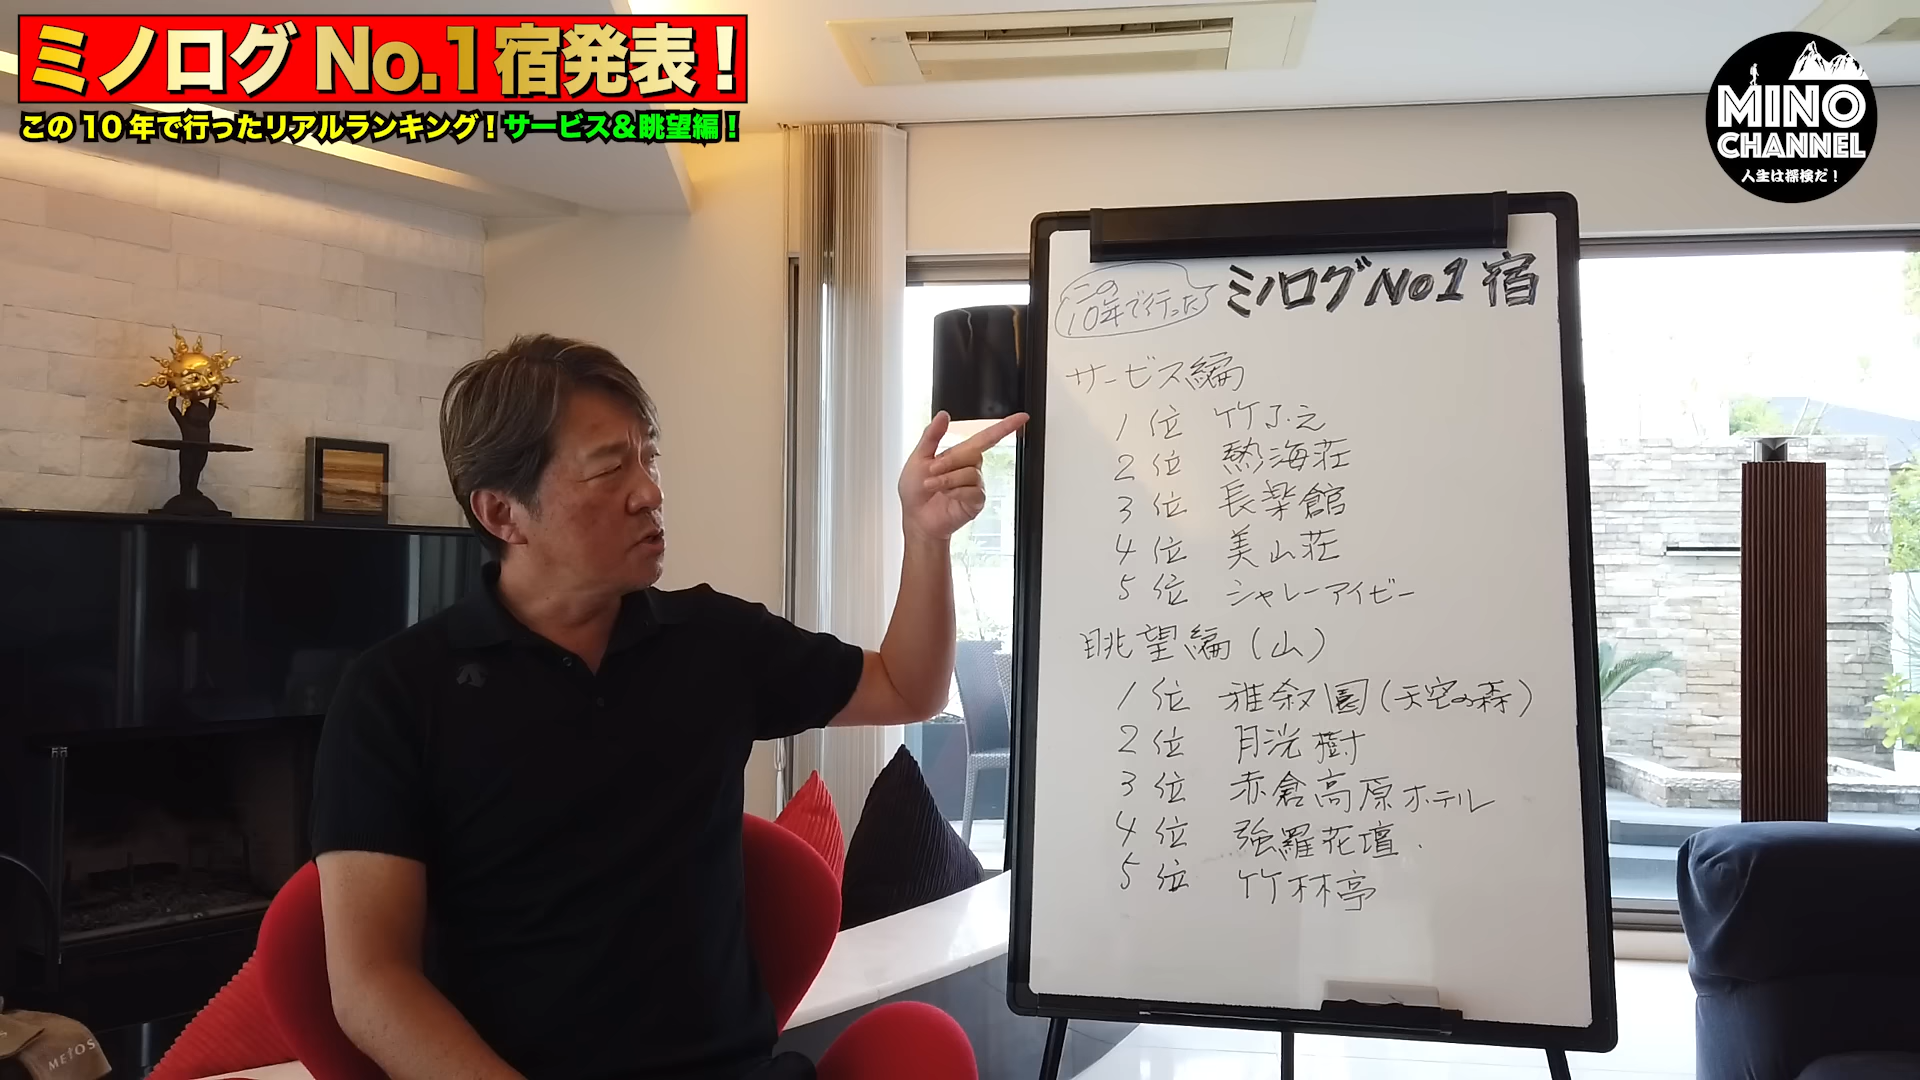 ミノログNo.1宿発表！
この10年で行ったリアルランキング！サービス＆眺望編！
MINO
CHANNEL
人生は探検だ！
この
10年で行った
ミノログNo1宿
サービス編
1位 竹ふえ
2位 熱海荘
3位 長楽館
4位 美山荘
5位 シャレーアイビー
眺望編(山)
1位 雅叙園(天空の森)
2位 月洸樹
3位 赤倉高原ホテル
4位 強羅花壇.
5位 竹林亭
METOS